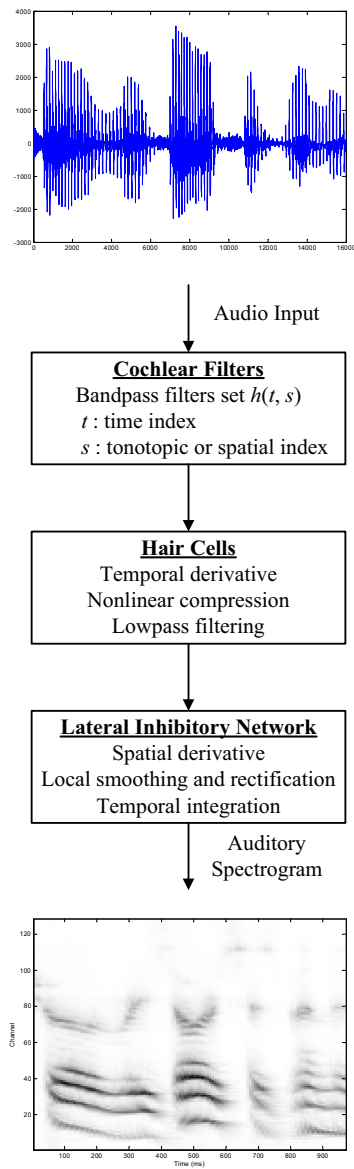 4000
3000
2000
1000
0
−1000
−2000
−3000
0 2000 4000 6000 8000 10000 12000 14000 16000
Audio Input
Cochlear Filters
Bandpass filters set h(t, s)
t : time index
s : tonotopic or spatial index
Hair Cells
Temporal derivative
Nonlinear compression
Lowpass filtering
Lateral Inhibitory Network
Spatial derivative
Local smoothing and rectification
Temporal integration
Auditory
Spectrogram
120
100
80
60
40
20
Channel
100 200 300 400 500 600 700 800 900
Time (ms)